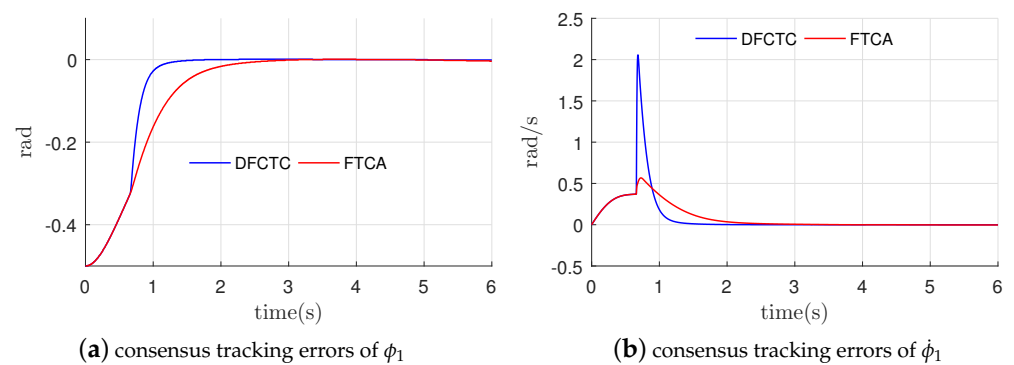 DFCTC FTCA
0
-0.2
-0.4
rad
0 1 2 3 4 5 6
time(s)
(a) consensus tracking errors of ϕ₁
DFCTC FTCA
2.5
2
1.5
1
0.5
0
-0.5
rad/s
0 1 2 3 4 5 6
time(s)
(b) consensus tracking errors of ϕ̇₁